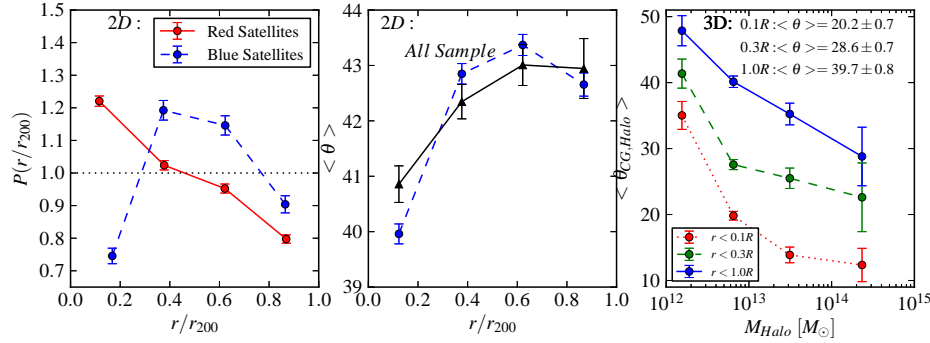 2D:
Red Satellites
Blue Satellites
P(r/r200)
1.4
1.3
1.2
1.1
1.0
0.9
0.8
0.7
0.0 0.2 0.4 0.6 0.8 1.0
r/r200
2D:
All Sample
< θ >
44
43
42
41
40
39
0.0 0.2 0.4 0.6 0.8 1.0
r/r200
3D:
0.1R:< θ >= 20.2 ± 0.7
0.3R:< θ >= 28.6 ± 0.7
1.0R:< θ >= 39.7 ± 0.8
< θCG,Halo >
50
40
30
20
10
r < 0.1R
r < 0.3R
r < 1.0R
10^12 10^13 10^14 10^15
MHalo [M⊙]